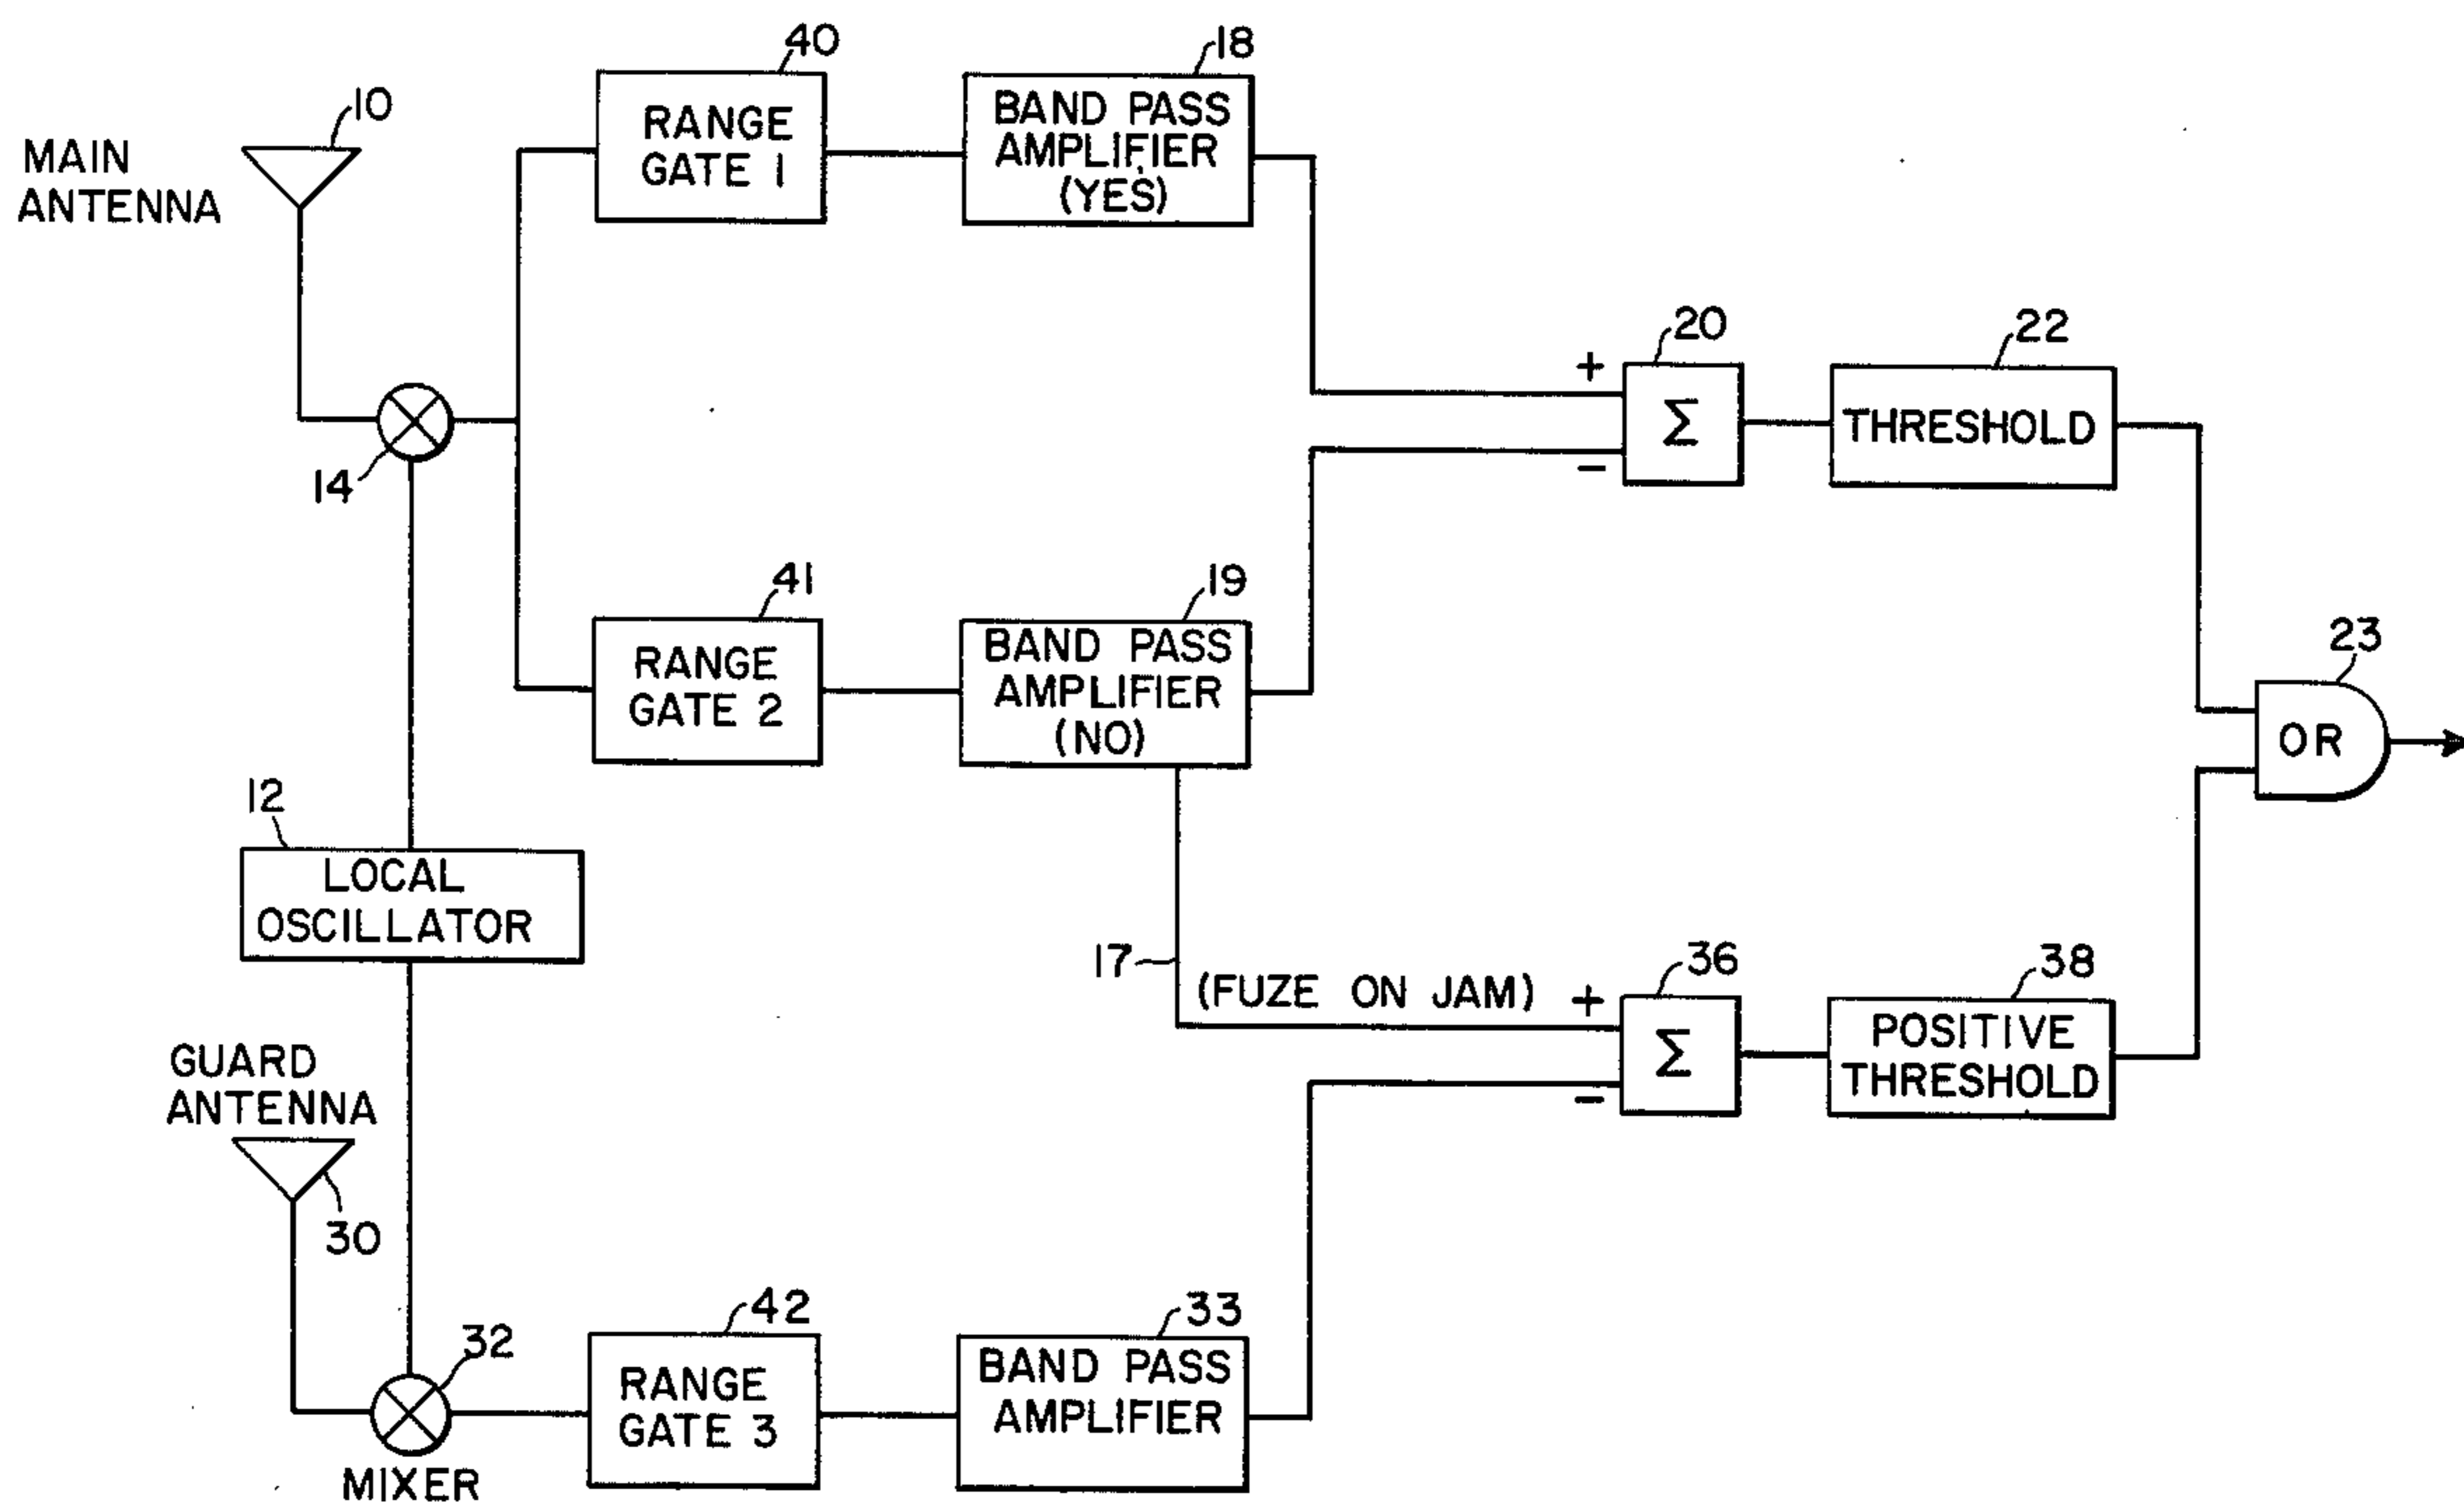 40
18
10
RANGE
GATE 1
BAND PASS
AMPLIFIER
(YES)
MAIN
ANTENNA
14
20
22
+
−
Σ
THRESHOLD
41
19
RANGE
GATE 2
BAND PASS
AMPLIFIER
(NO)
23
OR
12
LOCAL
OSCILLATOR
17
(FUZE ON JAM)
+
−
36
Σ
38
POSITIVE
THRESHOLD
GUARD
ANTENNA
30
32
MIXER
42
RANGE
GATE 3
33
BAND PASS
AMPLIFIER